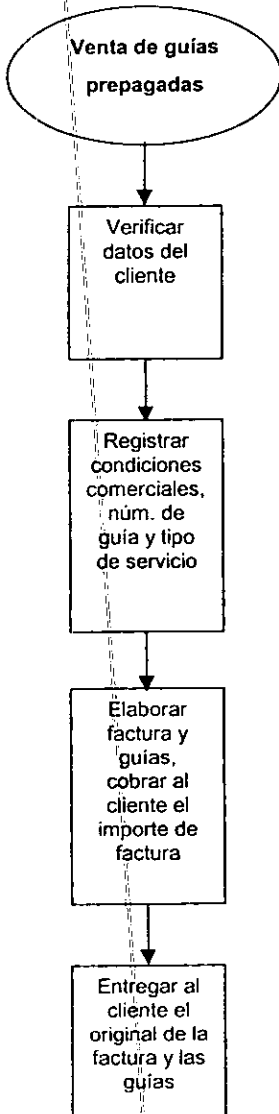 Venta de guías
prepagadas
Verificar
datos del
cliente
Registrar
condiciones
comerciales,
núm. de
guía y tipo
de servicio
Elaborar
factura y
guías,
cobrar al
cliente el
importe de
factura
Entregar al
cliente el
original de la
factura y las
guías